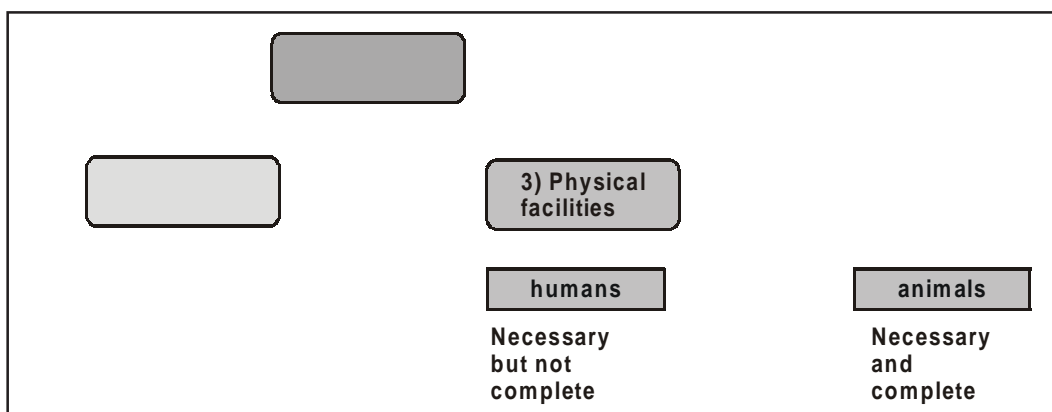 3) Physical
facilities
humans
animals
Necessary
but not
complete
Necessary
and
complete